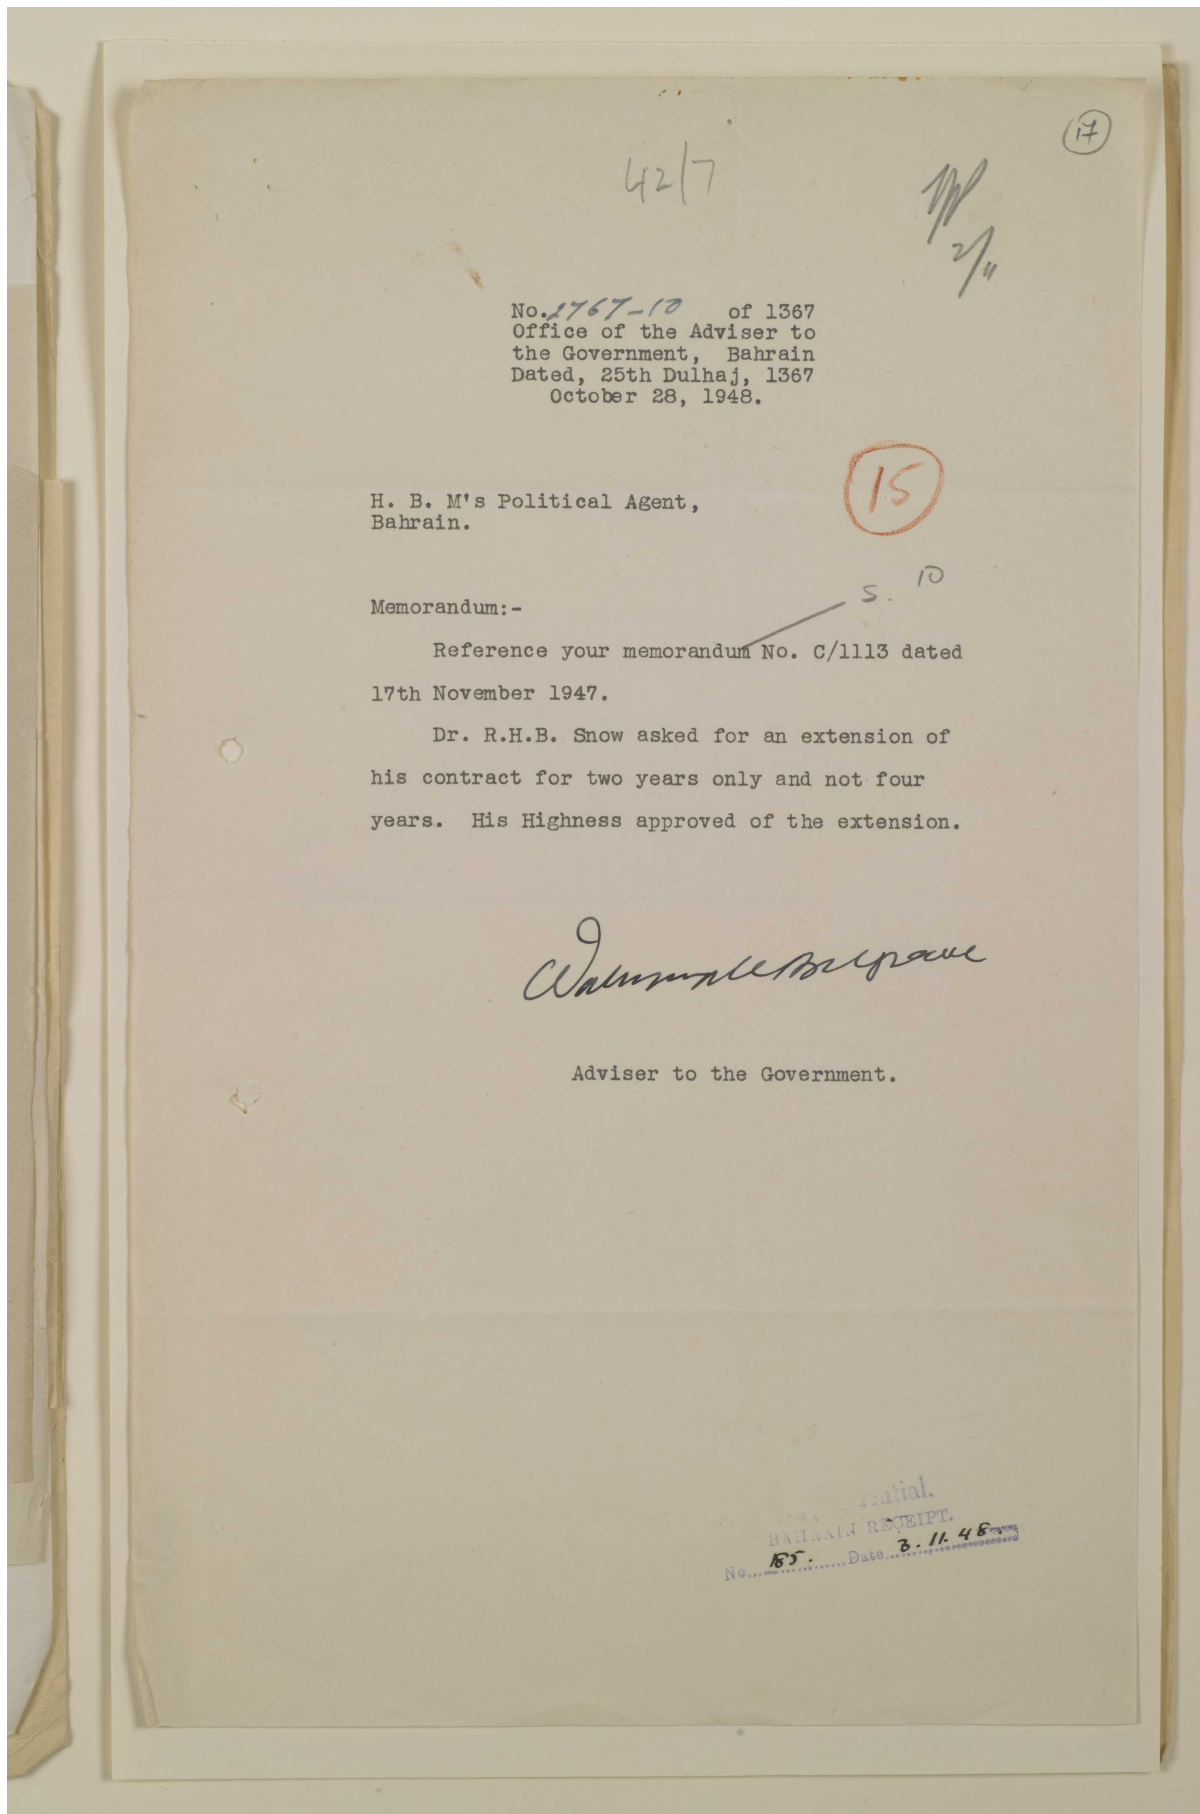 17
42/7
2/11
No. 2767-10 of 1367
Office of the Adviser to
the Government, Bahrain
Dated, 25th Dulhaj, 1367
October 28, 1948.
15
H. B. M's Political Agent,
Bahrain.
S. 10
Memorandum:-
Reference your memorandum No. C/1113 dated
17th November 1947.
Dr. R.H.B. Snow asked for an extension of
his contract for two years only and not four
years. His Highness approved of the extension.
Adviser to the Government.
BAHRAIN RECEIPT.
No. 185. Date 3.11.48.